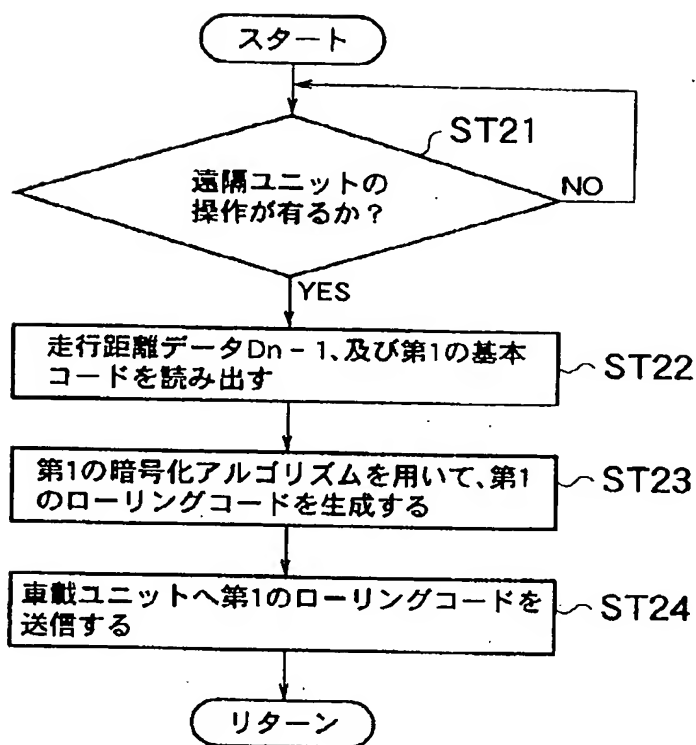 スタート
ST21
遠隔ユニットの
操作が有るか？
NO
YES
走行距離データDn-1、及び第1の基本
コードを読み出す
ST22
第1の暗号化アルゴリズムを用いて、第1
のローリングコードを生成する
ST23
車載ユニットへ第1のローリングコードを
送信する
ST24
リターン